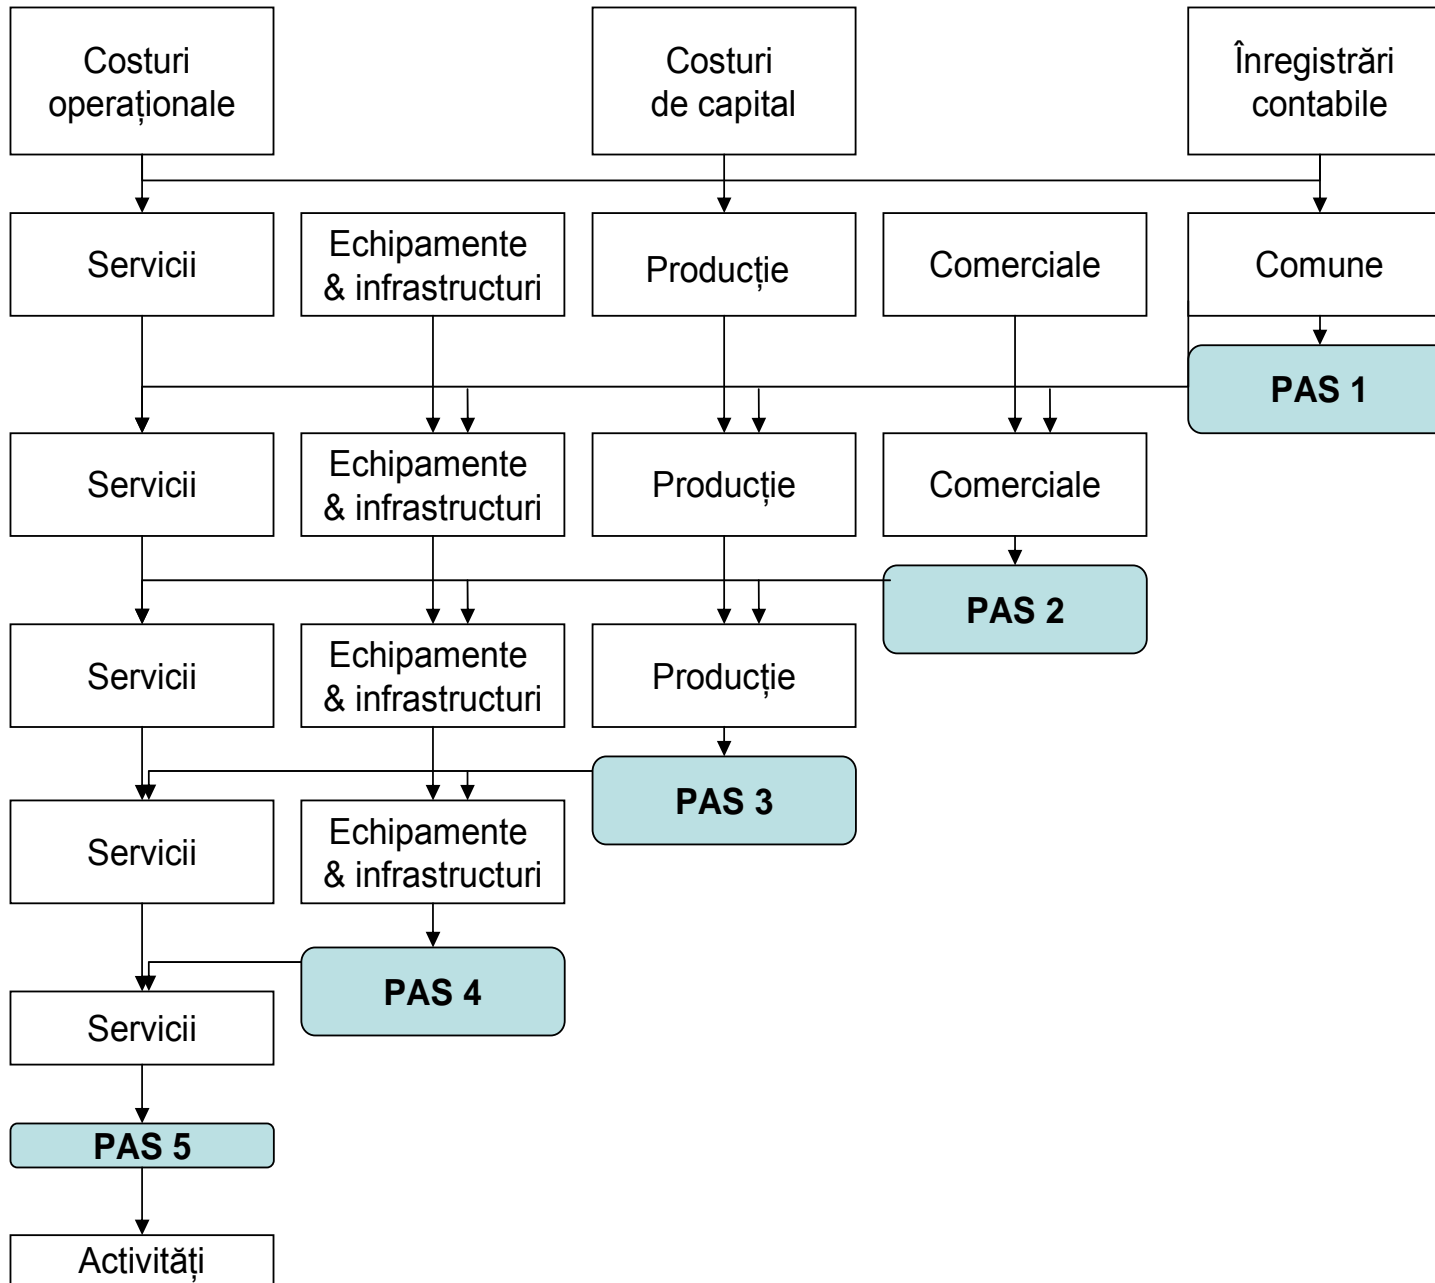 Costuri
operaționale
Costuri
de capital
Înregistrări
contabile
Servicii
Echipamente
& infrastructuri
Producție
Comerciale
Comune
PAS 1
Servicii
Echipamente
& infrastructuri
Producție
Comerciale
PAS 2
Servicii
Echipamente
& infrastructuri
Producție
PAS 3
Servicii
Echipamente
& infrastructuri
PAS 4
Servicii
PAS 5
Activități